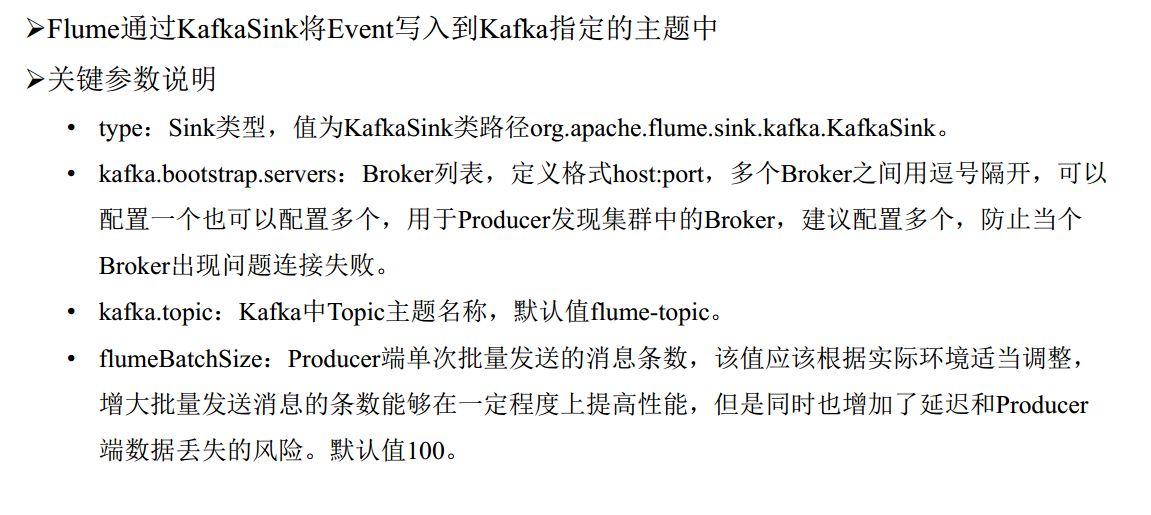 ➢Flume通过KafkaSink将Event写入到Kafka指定的主题中
➢关键参数说明
• type：Sink类型，值为KafkaSink类路径org.apache.flume.sink.kafka.KafkaSink。
• kafka.bootstrap.servers：Broker列表，定义格式host:port，多个Broker之间用逗号隔开，可以
配置一个也可以配置多个，用于Producer发现集群中的Broker，建议配置多个，防止当个
Broker出现问题连接失败。
• kafka.topic：Kafka中Topic主题名称，默认值flume-topic。
• flumeBatchSize：Producer端单次批量发送的消息条数，该值应该根据实际环境适当调整，
增大批量发送消息的条数能够在一定程度上提高性能，但是同时也增加了延迟和Producer
端数据丢失的风险。默认值100。